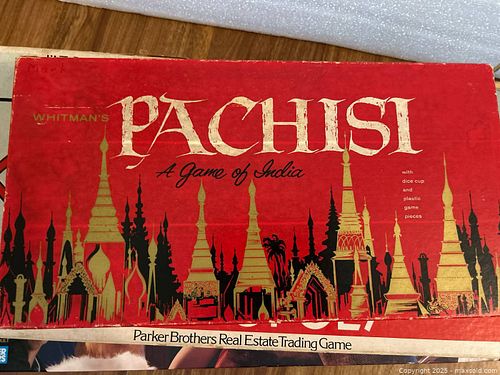 WHITMAN'S
PACHISI
A Game of India
with
dice cup
and
plastic
game
pieces
Parker Brothers Real Estate Trading Game
Copyright 2025 - maxsold.com